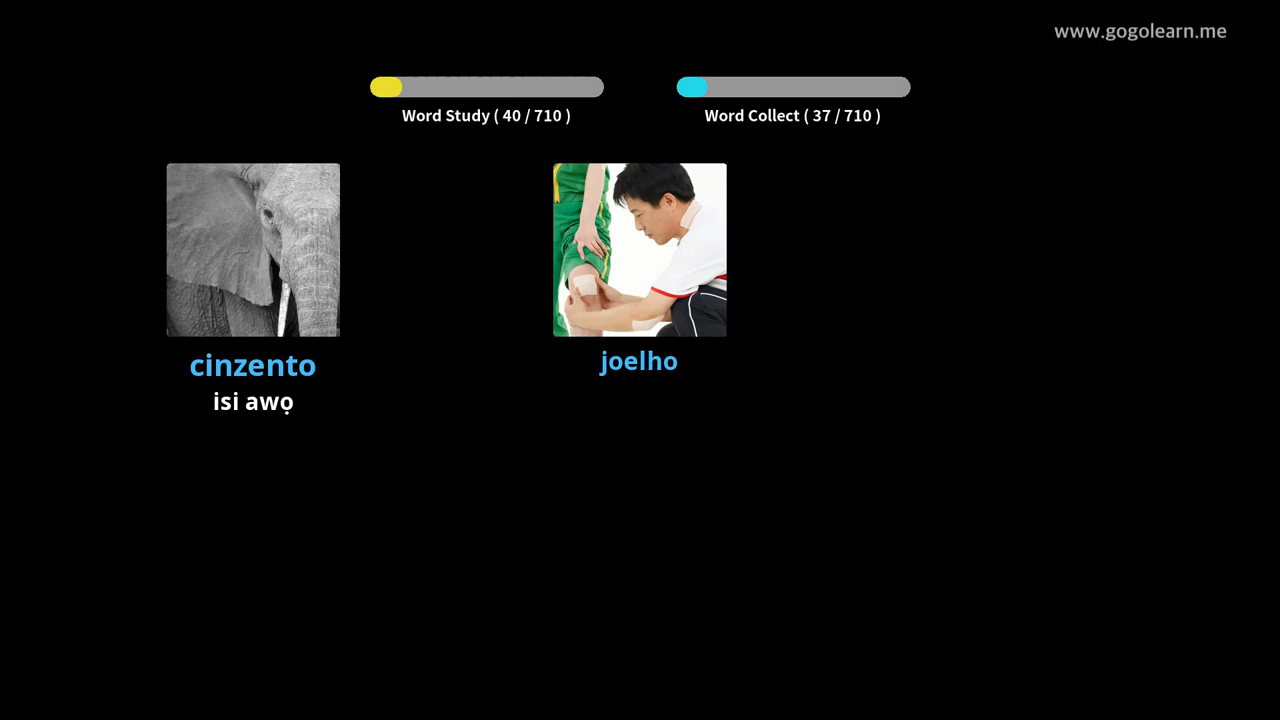 www.gogolearn.me
Word Study ( 40 / 710 )
Word Collect ( 37 / 710 )
cinzento
isi awọ
joelho